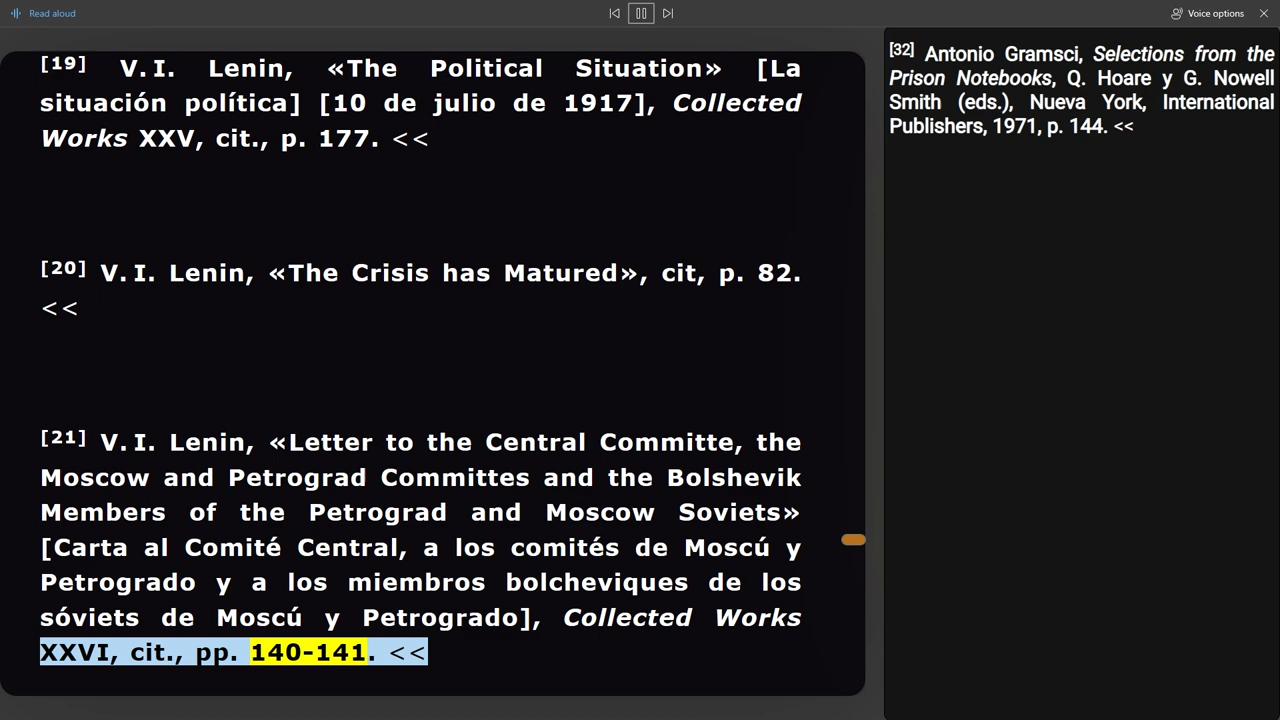 Read aloud
Voice options
[19] V. I. Lenin, «The Political Situation» [La
situación política] [10 de julio de 1917], Collected
Works XXV, cit., p. 177. <<
[20] V. I. Lenin, «The Crisis has Matured», cit, p. 82.
<<
[21] V. I. Lenin, «Letter to the Central Committe, the
Moscow and Petrograd Committes and the Bolshevik
Members of the Petrograd and Moscow Soviets»
[Carta al Comité Central, a los comités de Moscú y
Petrogrado y a los miembros bolcheviques de los
sóviets de Moscú y Petrogrado], Collected Works
XXVI, cit., pp. 140-141. <<
[32] Antonio Gramsci, Selections from the
Prison Notebooks, Q. Hoare y G. Nowell
Smith (eds.), Nueva York, International
Publishers, 1971, p. 144. <<